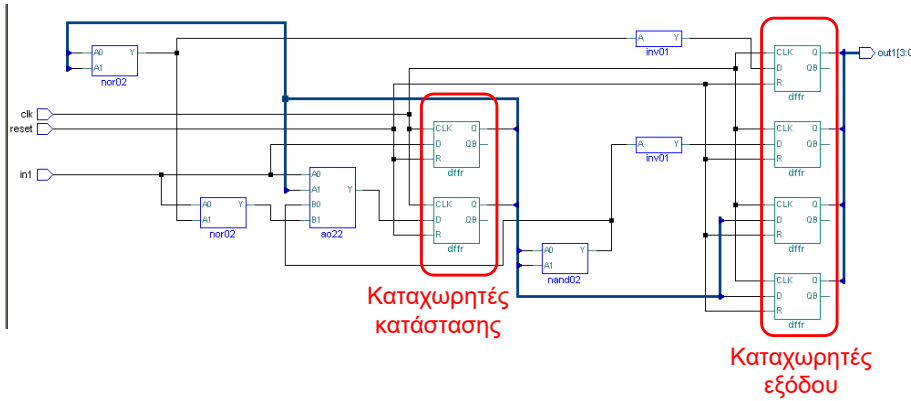 A0
Y
A1
nor02
A
Y
inv01
CLK
Q
D
QB
R
dffr
out1[3:0
clk
reset
CLK
Q
D
QB
R
dffr
CLK
Q
D
QB
R
dffr
A
Y
inv01
in1
A0
A1
Y
B0
B1
ao22
A0
Y
A1
nor02
CLK
Q
D
QB
R
dffr
CLK
Q
D
QB
R
dffr
A0
Y
A1
nand02
CLK
Q
D
QB
R
dffr
Καταχωρητές
κατάστασης
Καταχωρητές
εξόδου